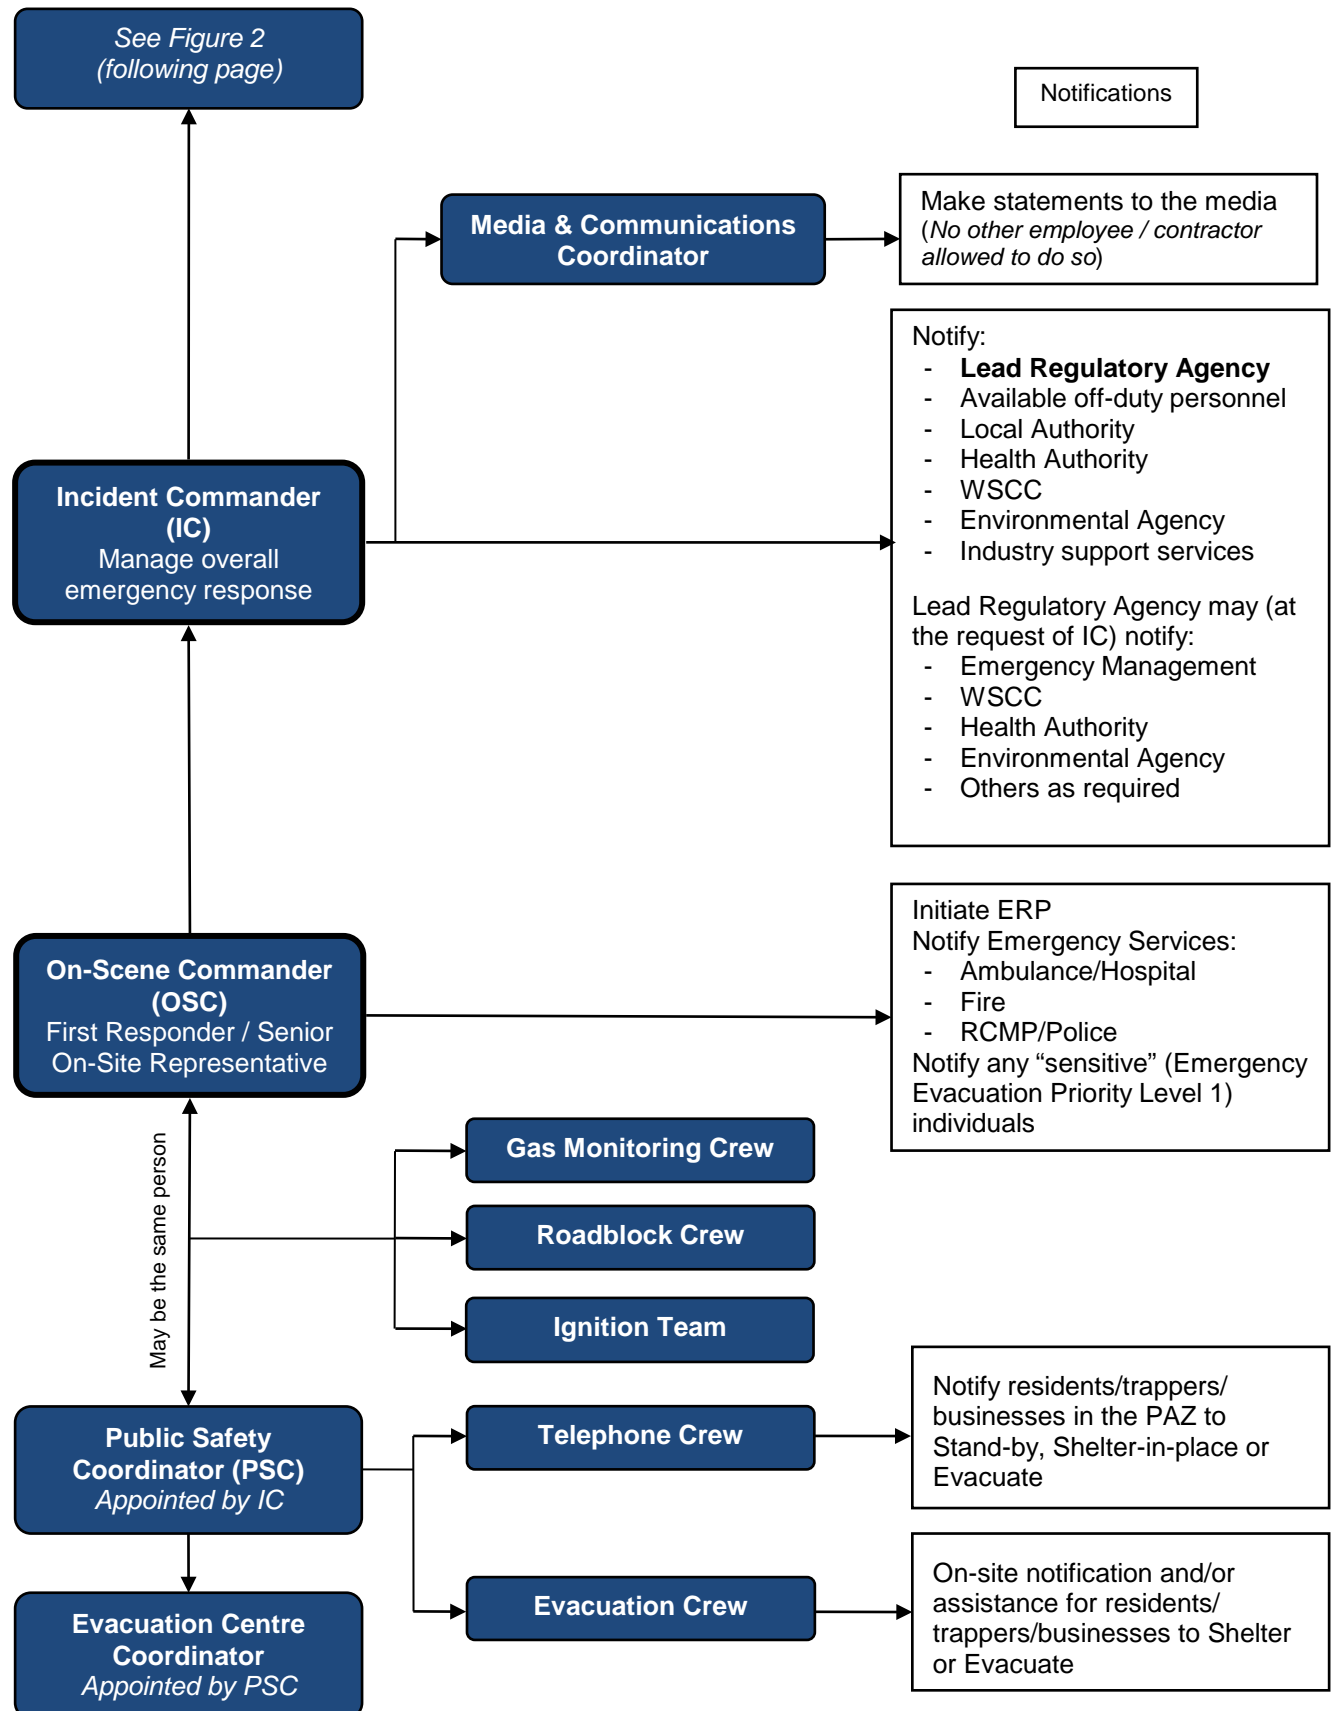 See Figure 2
(following page)
Notifications
Media & Communications
Coordinator
Make statements to the media
(No other employee / contractor
allowed to do so)
Incident Commander
(IC)
Manage overall
emergency response
Notify:
- Lead Regulatory Agency
- Available off-duty personnel
- Local Authority
- Health Authority
- WSCC
- Environmental Agency
- Industry support services
Lead Regulatory Agency may (at
the request of IC) notify:
- Emergency Management
- WSCC
- Health Authority
- Environmental Agency
- Others as required
On-Scene Commander
(OSC)
First Responder / Senior
On-Site Representative
Initiate ERP
Notify Emergency Services:
- Ambulance/Hospital
- Fire
- RCMP/Police
Notify any “sensitive” (Emergency
Evacuation Priority Level 1)
individuals
May be the same person
Gas Monitoring Crew
Roadblock Crew
Ignition Team
Public Safety
Coordinator (PSC)
Appointed by IC
Telephone Crew
Notify residents/trappers/
businesses in the PAZ to
Stand-by, Shelter-in-place or
Evacuate
Evacuation Centre
Coordinator
Appointed by PSC
Evacuation Crew
On-site notification and/or
assistance for residents/
trappers/businesses to Shelter
or Evacuate